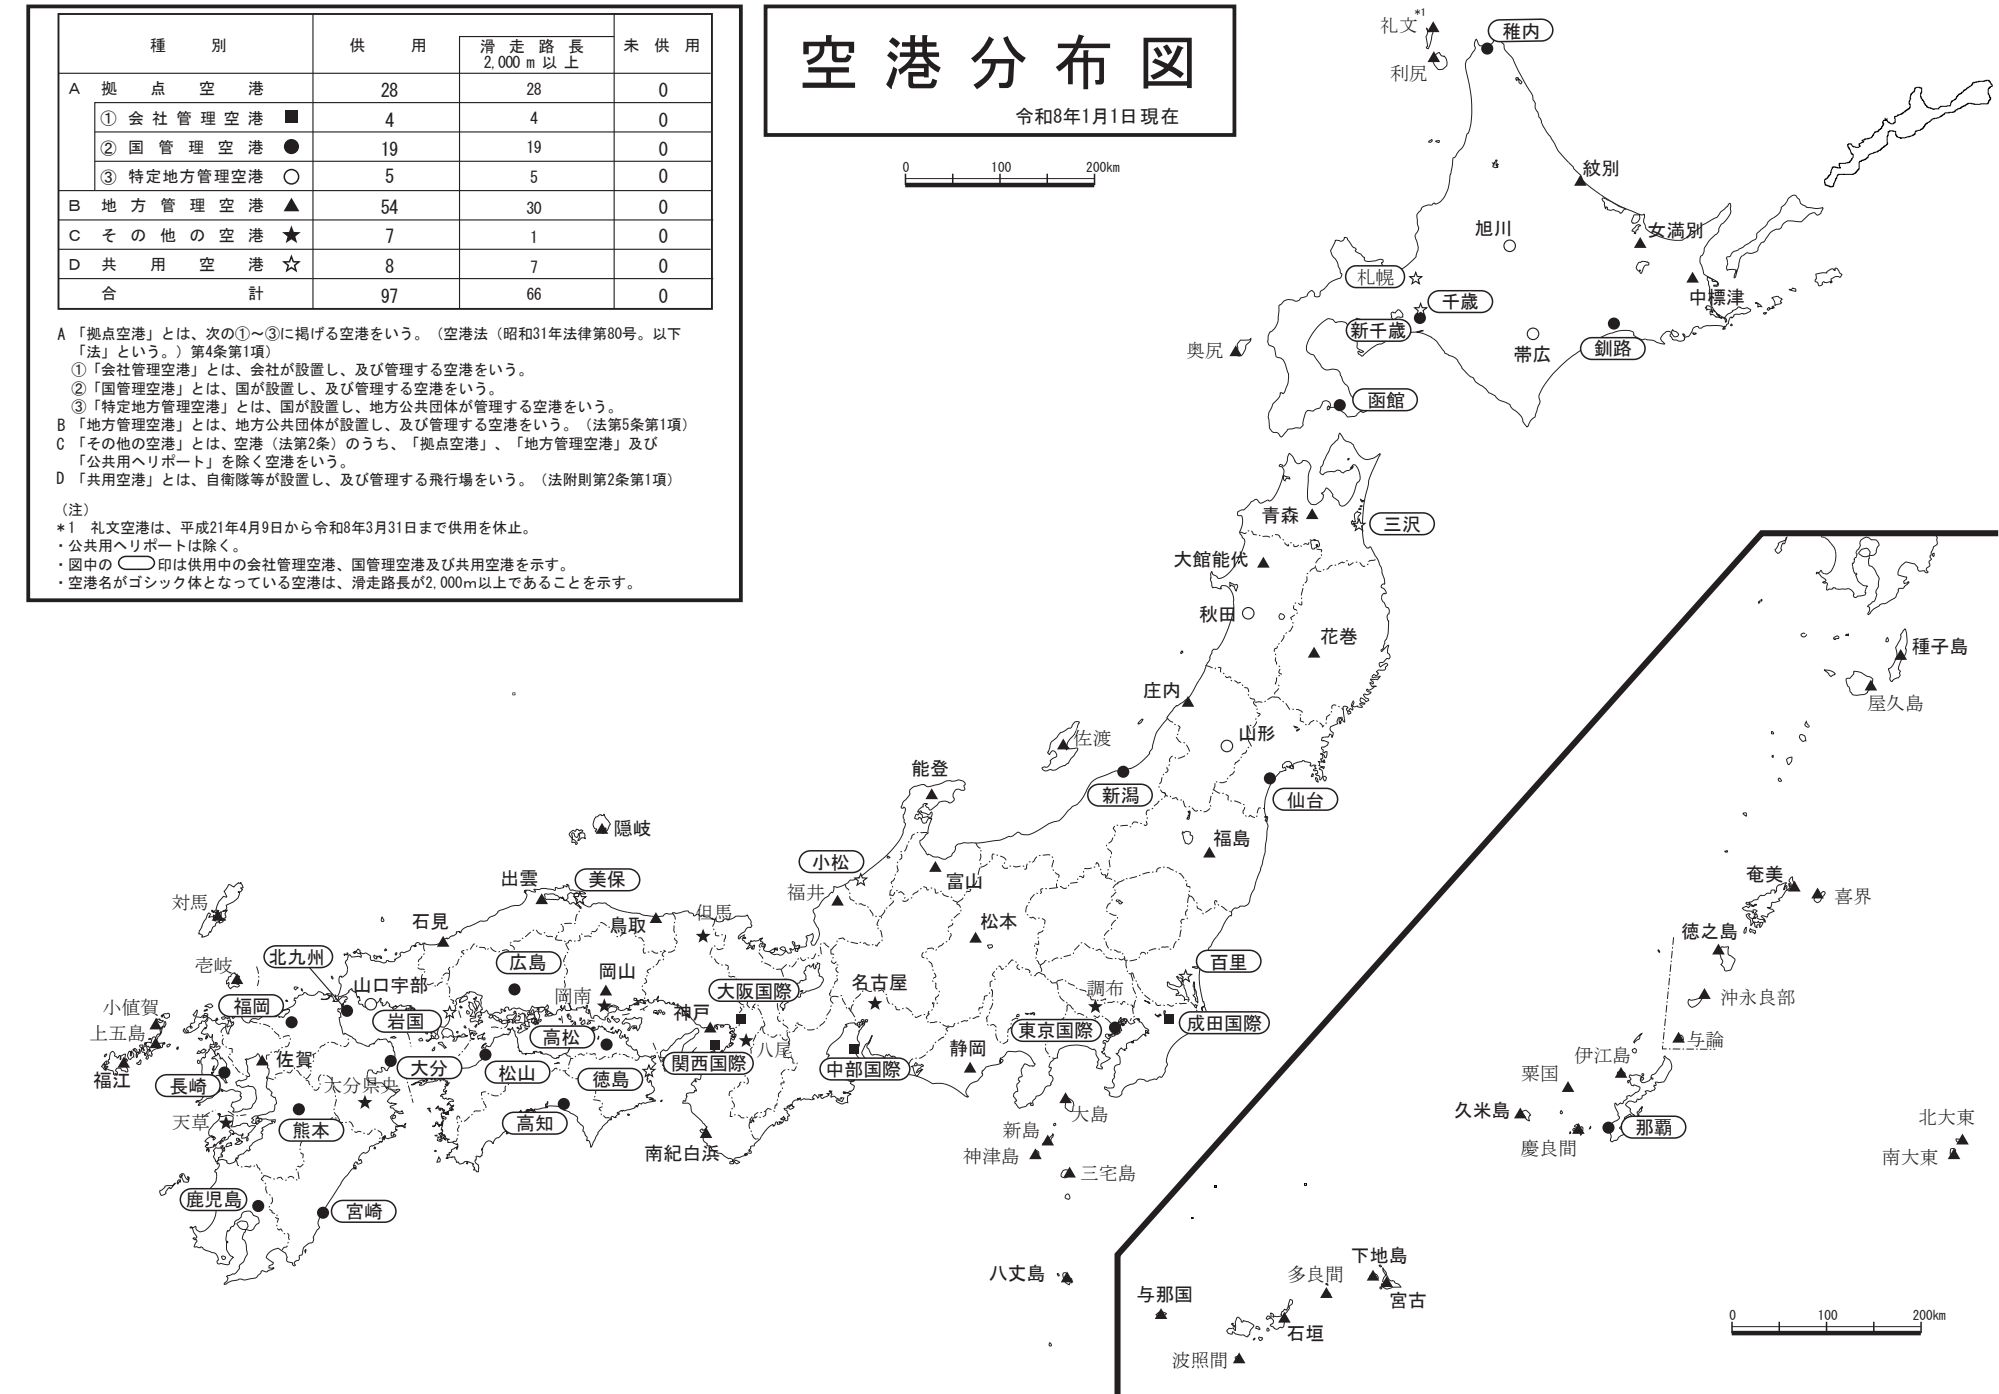 種別 供用 滑走路長 2,000m以上 未供用
A 拠点空港 28 28 0
① 会社管理空港 ■ 4 4 0
② 国管理空港 ● 19 19 0
③ 特定地方管理空港 ○ 5 5 0
B 地方管理空港 ▲ 54 30 0
C その他の空港 ★ 7 1 0
D 共用空港 ☆ 8 7 0
合計 97 66 0
A 「拠点空港」とは、次の①～③に掲げる空港をいう。（空港法（昭和31年法律第80号。以下
「法」という。）第4条第1項）
①「会社管理空港」とは、会社が設置し、及び管理する空港をいう。
②「国管理空港」とは、国が設置し、及び管理する空港をいう。
③「特定地方管理空港」とは、国が設置し、地方公共団体が管理する空港をいう。
B 「地方管理空港」とは、地方公共団体が設置し、及び管理する空港をいう。（法第5条第1項）
C 「その他の空港」とは、空港（法第2条）のうち、「拠点空港」、「地方管理空港」及び
「公共用ヘリポート」を除く空港をいう。
D 「共用空港」とは、自衛隊等が設置し、及び管理する飛行場をいう。（法附則第2条第1項）
（注）
*1 礼文空港は、平成21年4月9日から令和8年3月31日まで供用を休止。
・公共用ヘリポートは除く。
・図中の 印は供用中の会社管理空港、国管理空港及び共用空港を示す。
・空港名がゴシック体となっている空港は、滑走路長が2,000m以上であることを示す。
空港分布図
令和8年1月1日現在
0 100 200km
礼文*1
稚内
利尻
紋別
旭川
女満別
札幌
中標津
千歳
新千歳
帯広
釧路
奥尻
函館
青森
三沢
大館能代
秋田
花巻
庄内
山形
佐渡
新潟
仙台
福島
能登
小松
福井
富山
松本
百里
名古屋
調布
成田国際
東京国際
静岡
中部国際
隠岐
出雲
美保
鳥取
但馬
石見
対馬
壱岐
北九州
山口宇部
広島
岡山
岡南
大阪国際
神戸
小値賀
上五島
福岡
岩国
高松
関西国際
八尾
福江
佐賀
長崎
大分
大分県央
松山
徳島
天草
熊本
高知
南紀白浜
鹿児島
宮崎
大島
新島
神津島
三宅島
八丈島
種子島
屋久島
奄美
喜界
徳之島
沖永良部
与論
伊江島
粟国
久米島
慶良間
那覇
北大東
南大東
下地島
多良間
宮古
与那国
石垣
波照間
0 100 200km